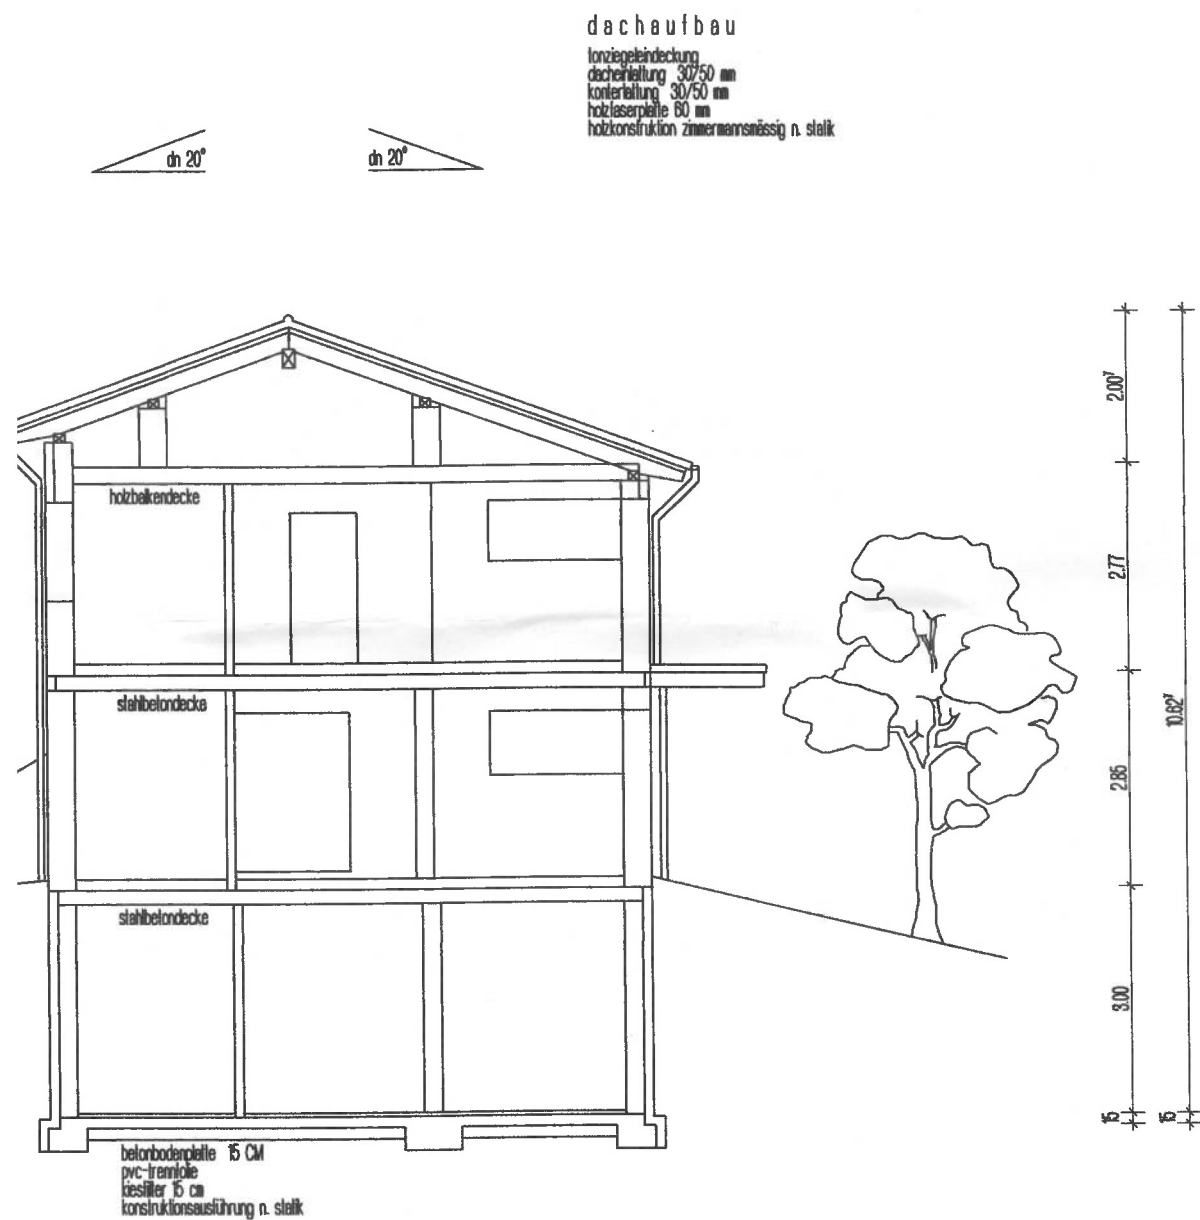 dachaufbau
tonziegeleindeckung
dacheinlattung 30/50 mm
konterlattung 30/50 mm
holzfaserplatte 60 mm
holzkonstruktion zimmermannsmässig n. statik
dn 20°
dn 20°
2.00⁷
holzbalkendecke
2.77
stahlbetondecke
10.62⁷
2.85
stahlbetondecke
3.00
15
15
betonbodenplatte 15 CM
pvc-trennfolie
kiesfilter 15 cm
konstruktionsausführung n. statik